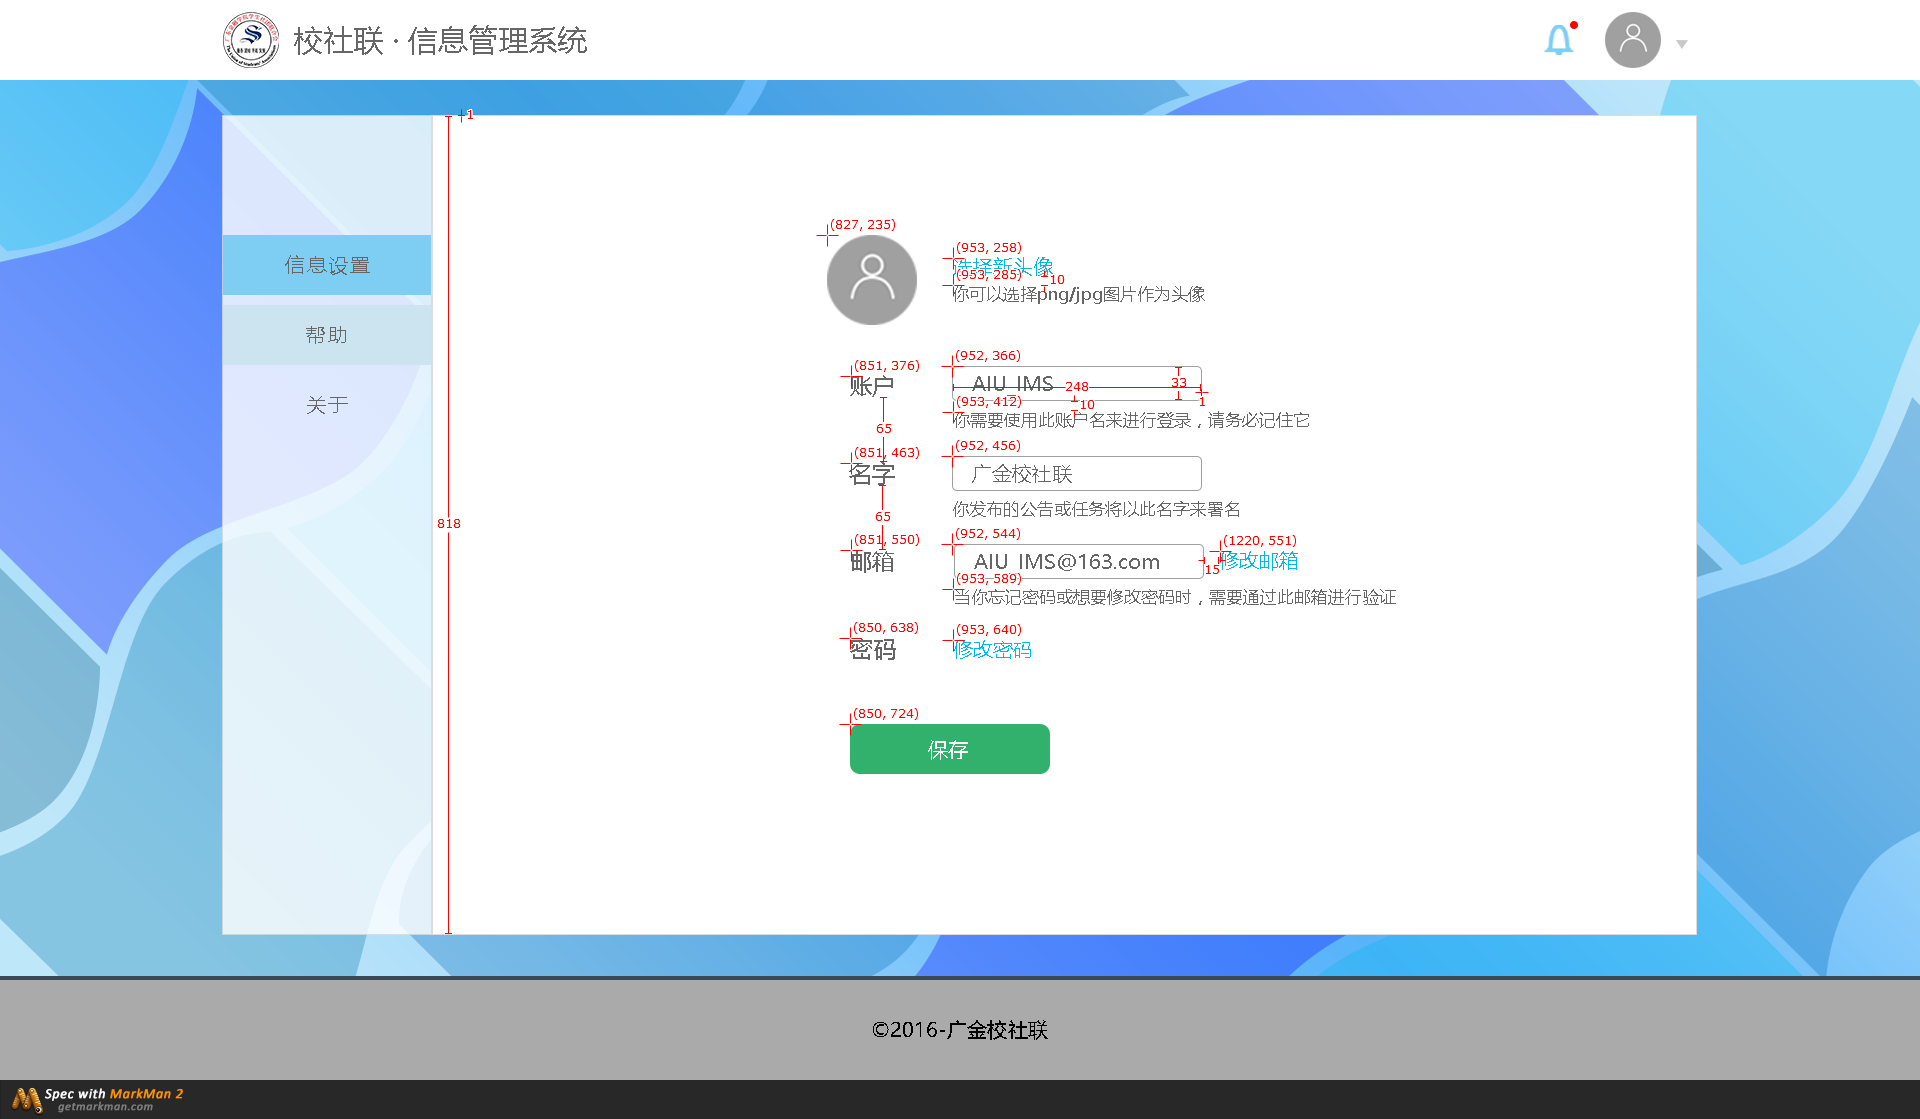 校社联 · 信息管理系统
1
(827, 235)
(953, 258)
选择新头像
(953, 285)
10
你可以选择png/jpg图片作为头像
信息设置
帮助
关于
(851, 376)
账户
(952, 366)
AIU_IMS
248
33
1
(953, 412)
10
你需要使用此账户名来进行登录，请务必记住它
65
(851, 463)
名字
(952, 456)
广金校社联
你发布的公告或任务将以此名字来署名
65
818
(851, 550)
邮箱
(952, 544)
AIU_IMS@163.com
15
(1220, 551)
修改邮箱
(953, 589)
当你忘记密码或想要修改密码时，需要通过此邮箱进行验证
(850, 638)
密码
(953, 640)
修改密码
(850, 724)
保存
©2016-广金校社联
Spec with MarkMan 2
getmarkman.com